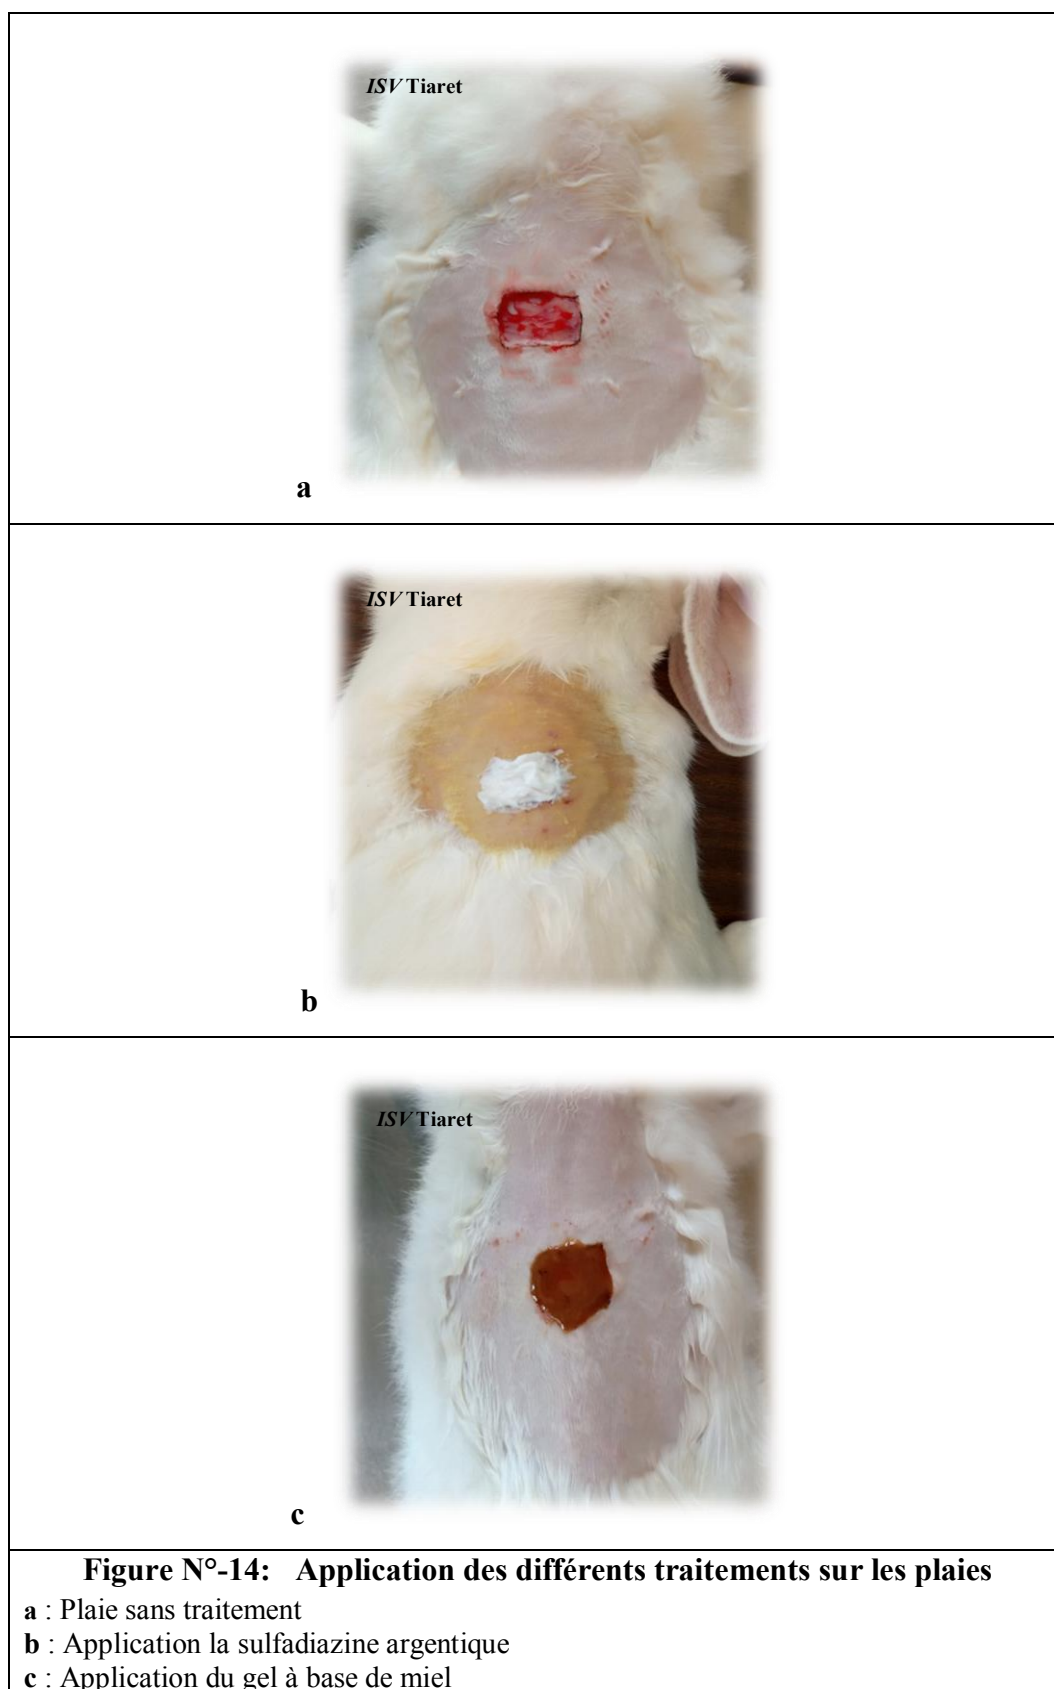 ISV Tiaret
a
ISV Tiaret
b
ISV Tiaret
c
Figure N°-14: Application des différents traitements sur les plaies
a : Plaie sans traitement
b : Application la sulfadiazine argentique
c : Application du gel à base de miel